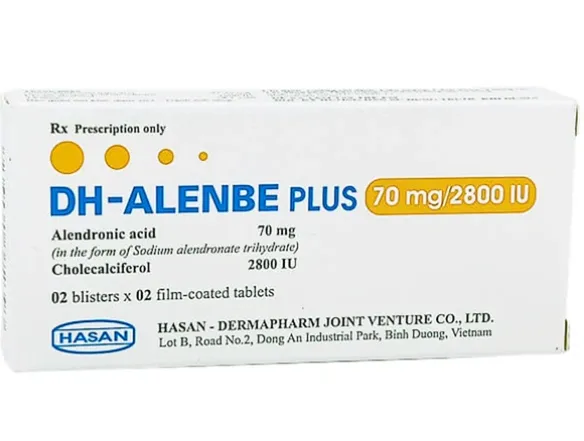 Rx Prescription only
DH-ALENBE PLUS 70 mg/2800 IU
Alendronic acid 70 mg
(in the form of Sodium alendronate trihydrate)
Cholecalciferol 2800 IU
02 blisters x 02 film-coated tablets
HASAN
HASAN - DERMAPHARM JOINT VENTURE CO., LTD.
Lot B, Road No.2, Dong An Industrial Park, Binh Duong, Vietnam